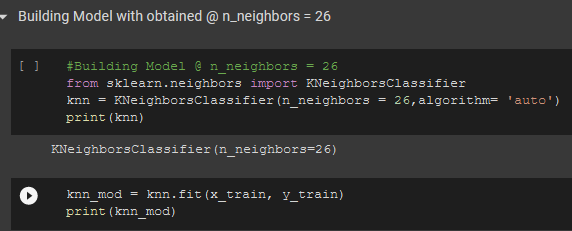 Building Model with obtained @ n_neighbors = 26
[ ] #Building Model @ n_neighbors = 26
from sklearn.neighbors import KNeighborsClassifier
knn = KNeighborsClassifier(n_neighbors = 26,algorithm= 'auto')
print(knn)
KNeighborsClassifier(n_neighbors=26)
knn_mod = knn.fit(x_train, y_train)
print(knn_mod)